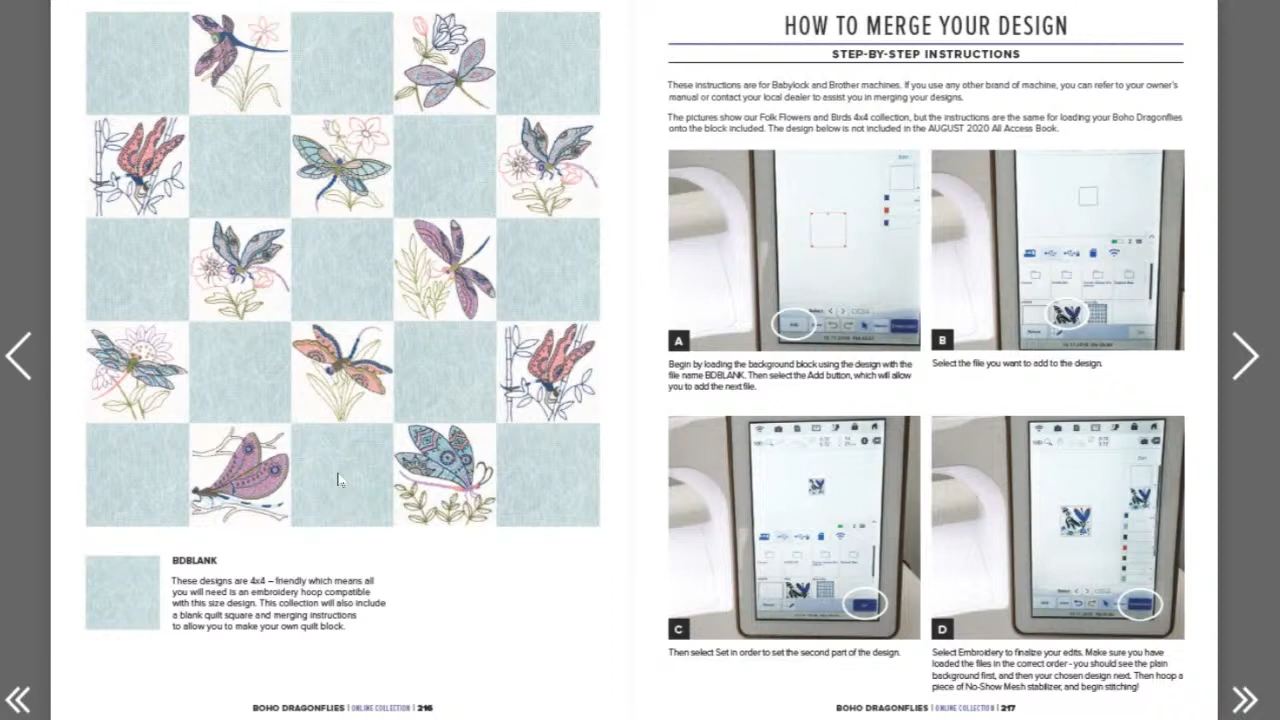 BDBLANK
These designs are 4x4 – friendly which means all
you will need is an embroidery hoop compatible
with this size design. This collection will also include
a blank quilt square and merging instructions
to allow you to make your own quilt block.
BOHO DRAGONFLIES | ONLINE COLLECTION | 216
HOW TO MERGE YOUR DESIGN
STEP-BY-STEP INSTRUCTIONS
These instructions are for Babylock and Brother machines. If you use any other brand of machine, you can refer to your owner's
manual or contact your local dealer to assist you in merging your designs.
The pictures show our Folk Flowers and Birds 4x4 collection, but the instructions are the same for loading your Boho Dragonflies
onto the block included. The design below is not included in the AUGUST 2020 All Access Book.
A
Begin by loading the background block using the design with the
file name BDBLANK. Then select the Add button, which will allow
you to add the next file.
B
Select the file you want to add to the design.
C
Then select Set in order to set the second part of the design.
D
Select Embroidery to finalize your edits. Make sure you have
loaded the files in the correct order - you should see the plain
background first, and then your chosen design next. Then hoop a
piece of No-Show Mesh stabilizer, and begin stitching!
BOHO DRAGONFLIES | ONLINE COLLECTION | 217